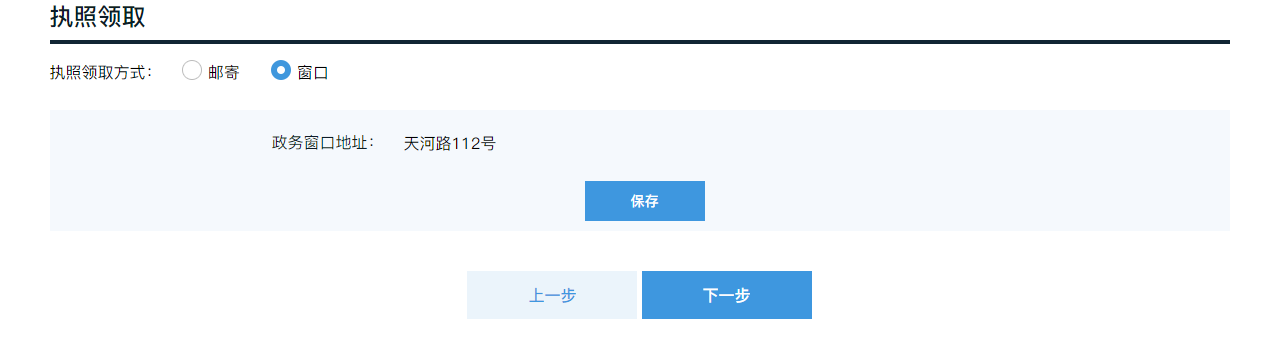 执照领取
执照领取方式： 邮寄 窗口
政务窗口地址： 天河路112号
保存
上一步 下一步